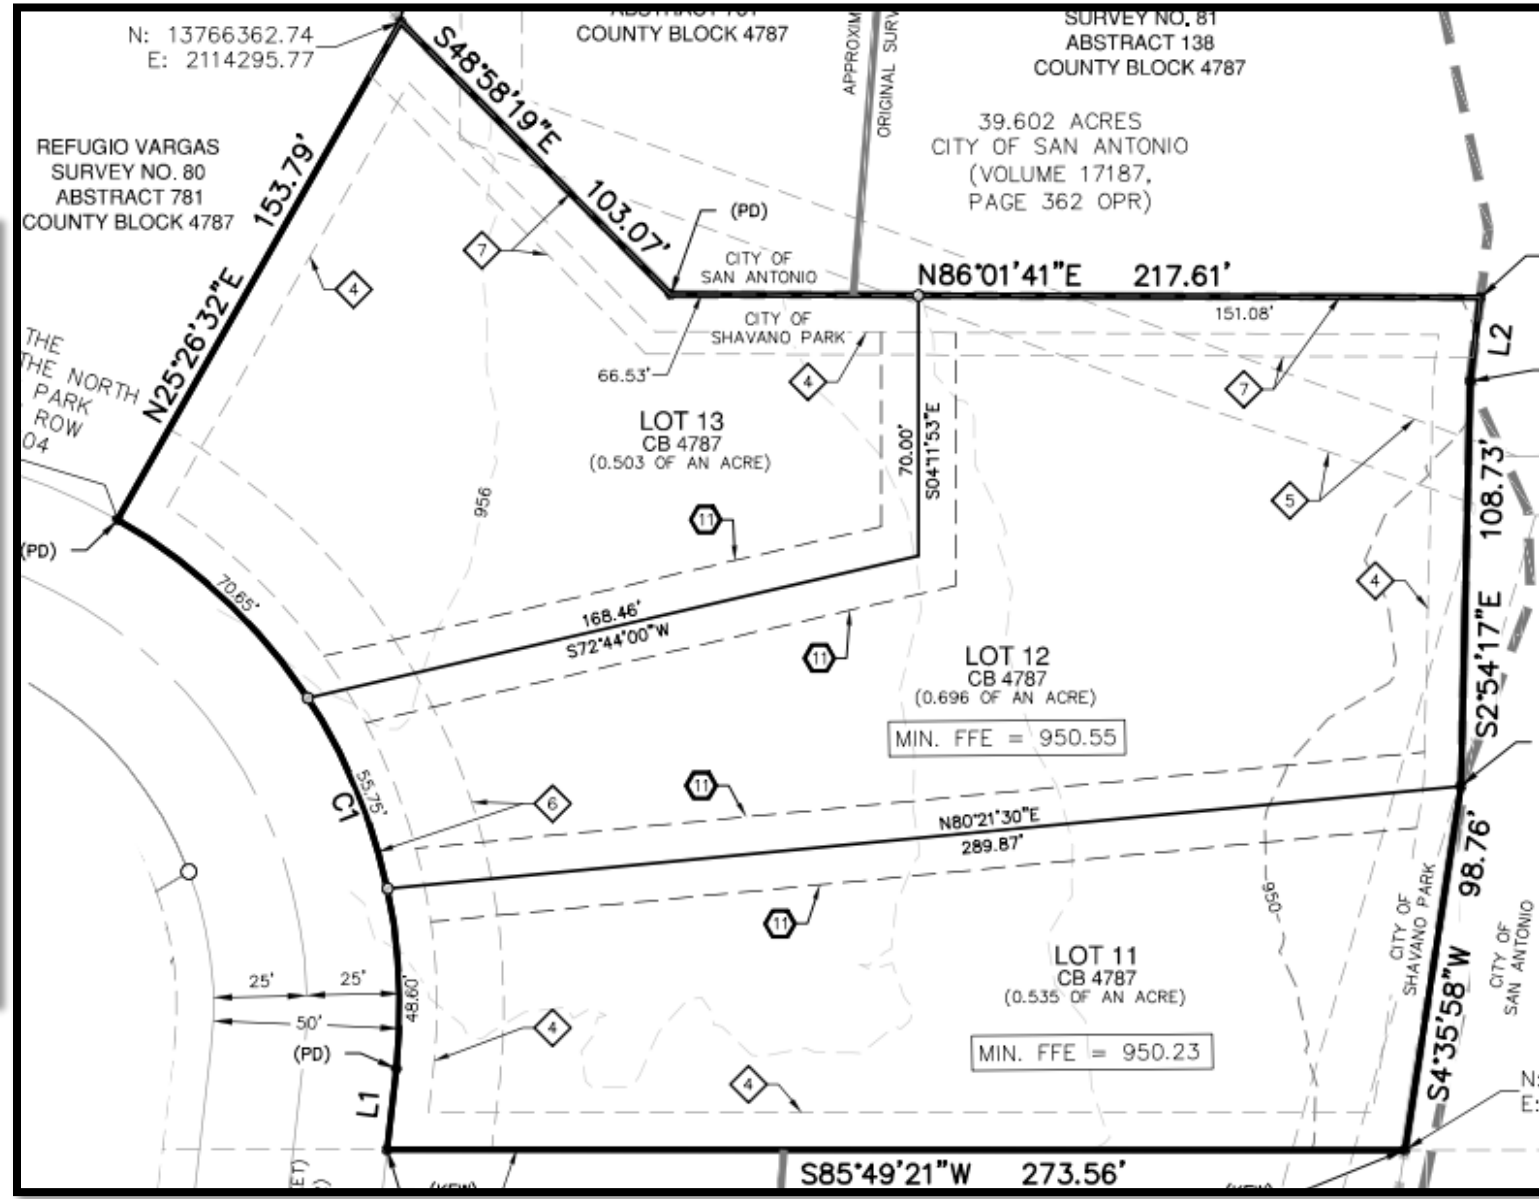 COUNTY BLOCK 4787
N: 13766362.74
E: 2114295.77
SURVEY NO. 81
ABSTRACT 138
COUNTY BLOCK 4787
ORIGINAL SURV
APPROXIM
S48°58'19"E
103.07'
39.602 ACRES
CITY OF SAN ANTONIO
(VOLUME 17187,
PAGE 362 OPR)
REFUGIO VARGAS
SURVEY NO. 80
ABSTRACT 781
COUNTY BLOCK 4787
153.79'
N25°26'32"E
(PD)
7
4
CITY OF
SAN ANTONIO
N86°01'41"E 217.61'
151.08'
CITY OF
SHAVANO PARK
66.53'
4
7
L2
THE
THE NORTH
PARK
ROW
04
LOT 13
CB 4787
(0.503 OF AN ACRE)
70.00'
S04°11'53"E
956
11
5
108.73'
S2°54'17"E
(PD)
70.65'
168.46'
S72°44'00"W
4
11
LOT 12
CB 4787
(0.696 OF AN ACRE)
MIN. FFE = 950.55
11
6
55.75'
C1
N80°21'30"E
289.87'
98.76'
S4°35'58"W
950
11
CITY OF
SHAVANO PARK
CITY OF
SAN ANTONIO
LOT 11
CB 4787
(0.535 OF AN ACRE)
MIN. FFE = 950.23
25'
25'
50'
48.60'
(PD)
4
4
L1
N:
E:
ET)
S85°49'21"W 273.56'